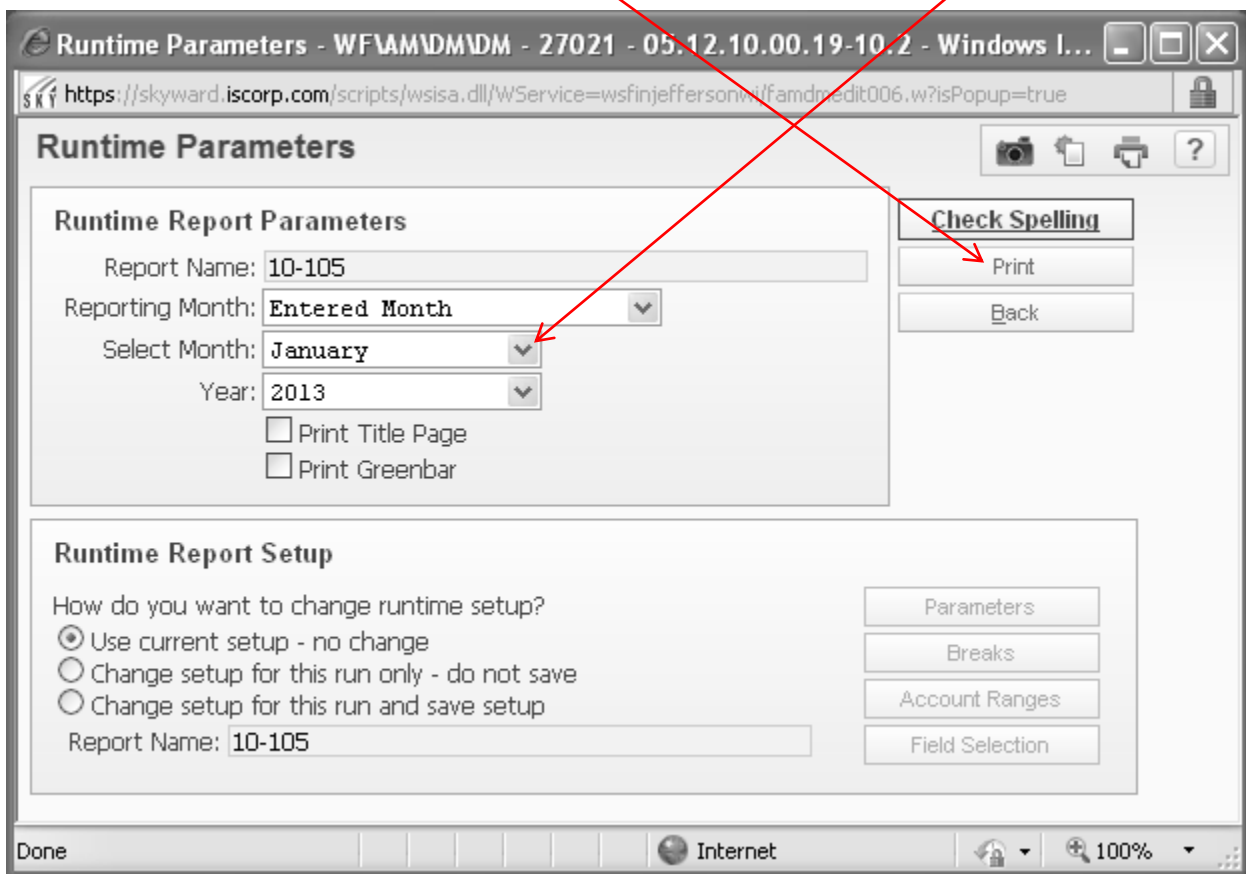 Runtime Parameters - WF\AM\DM\DM - 27021 - 05.12.10.00.19-10.2 - Windows I...
SKY https://skyward.iscorp.com/scripts/wsisa.dll/WService=wsfinjeffersonwi/famdmedit006.w?isPopup=true
Runtime Parameters
?
Runtime Report Parameters
Check Spelling
Report Name: 10-105
Print
Reporting Month: Entered Month
Back
Select Month: January
Year: 2013
Print Title Page
Print Greenbar
Runtime Report Setup
How do you want to change runtime setup?
Parameters
Use current setup - no change
Breaks
Change setup for this run only - do not save
Change setup for this run and save setup
Account Ranges
Report Name: 10-105
Field Selection
Done
Internet
100%